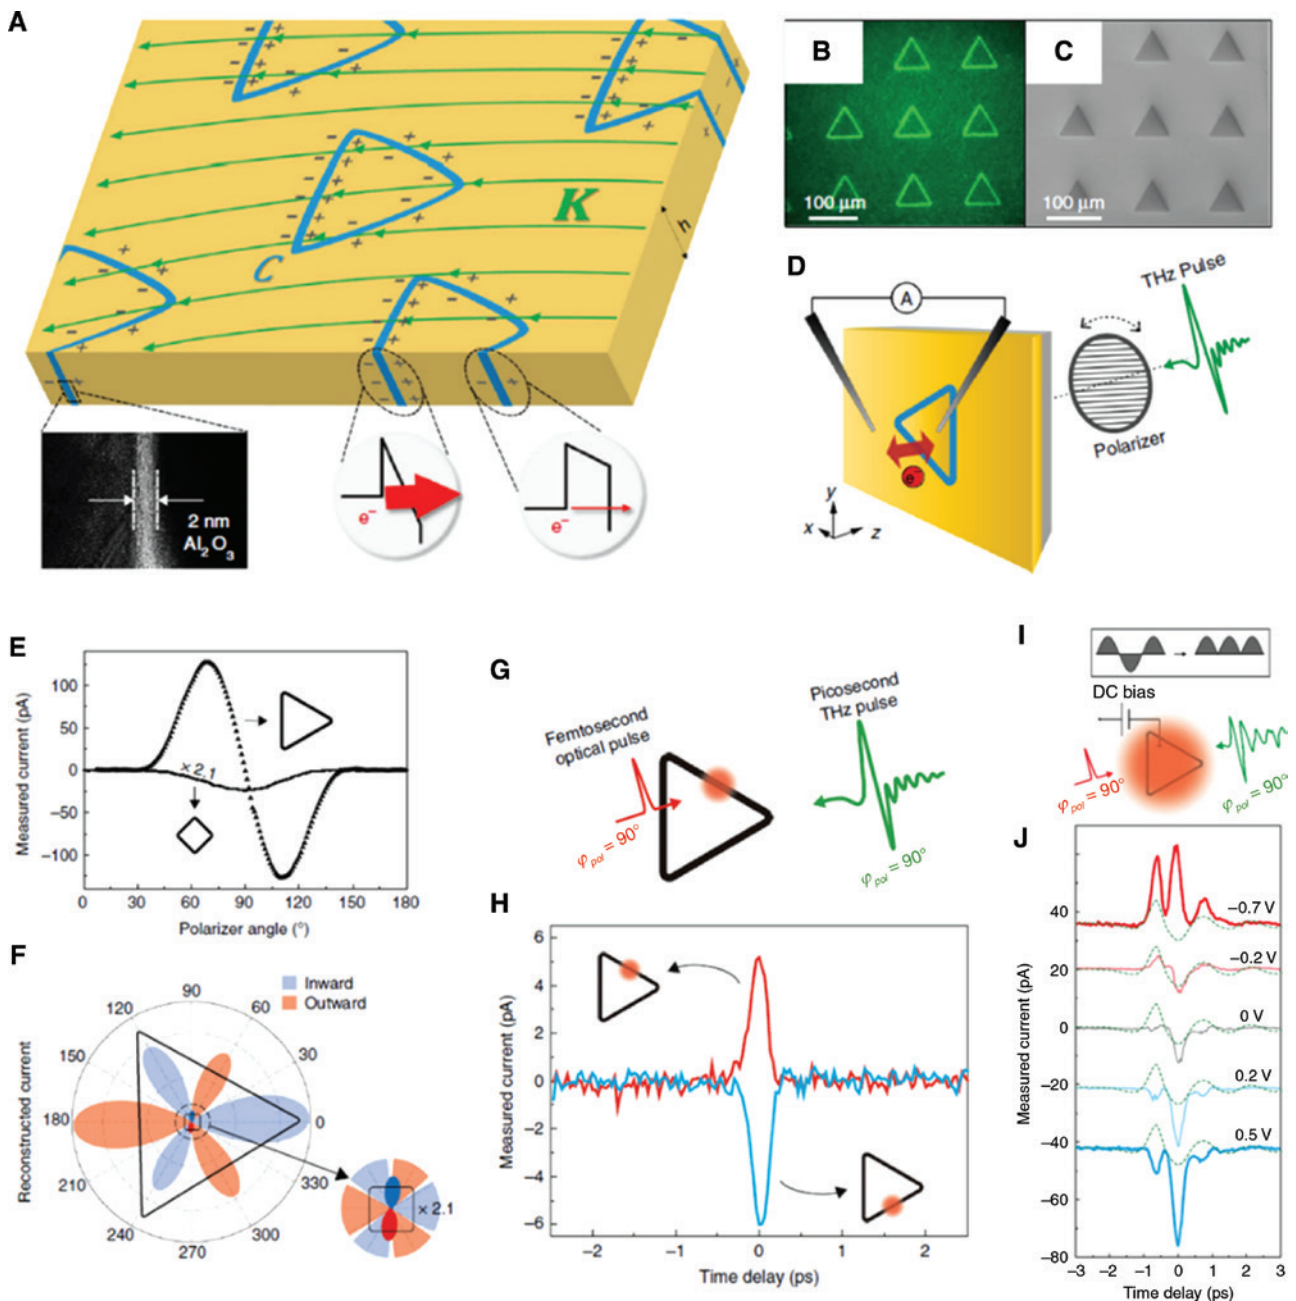 A
K
C
h
2 nm
Al2O3
e−
e−
B
C
100 μm
100 μm
D
A
THz Pulse
Polarizer
e−
y
x
z
E
Measured current (pA)
100
50
0
−50
−100
× 2.1
0
30
60
90
120
150
180
Polarizer angle (°)
F
Reconstructed current
Inward
Outward
90
120
60
150
30
180
0
210
330
240
300
270
× 2.1
G
Femtosecond
optical pulse
Picosecond
THz pulse
φpol = 90°
φpol = 90°
H
Measured current (pA)
6
4
2
0
−2
−4
−6
−2
−1
0
1
2
Time delay (ps)
I
DC bias
φpol = 90°
φpol = 90°
J
Measured current (pA)
40
20
0
−20
−40
−60
−80
−0.7 V
−0.2 V
0 V
0.2 V
0.5 V
−3
−2
−1
0
1
2
3
Time delay (ps)